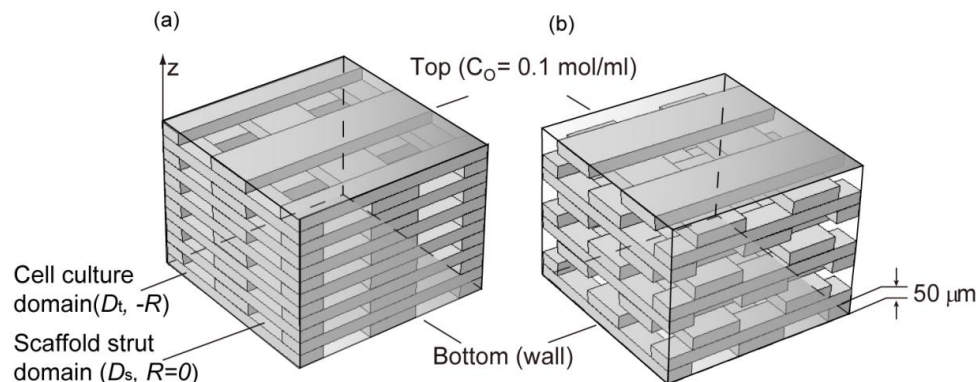 (a)
(b)
z
Top (C_O= 0.1 mol/ml)
Cell culture
domain(D_t, -R)
Scaffold strut
domain (D_s, R=0)
Bottom (wall)
50 μm